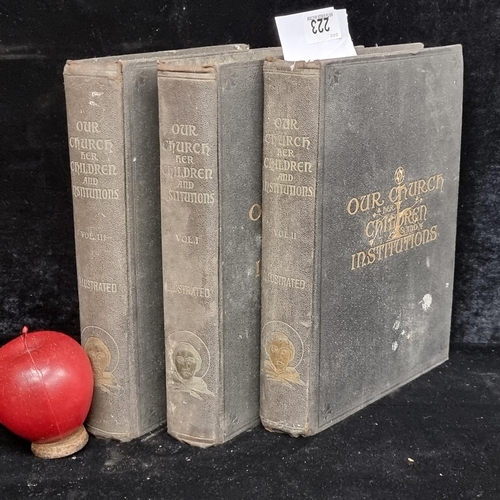 223
OUR
CHURCH
HER
CHILDREN
AND
INSTITUTIONS
VOL. III
ILLUSTRATED
OUR
CHURCH
HER
CHILDREN
AND
INSTITUTIONS
VOL. I
ILLUSTRATED
OUR
CHURCH
HER
CHILDREN
AND
INSTITUTIONS
VOL. II
ILLUSTRATED
OUR CHURCH
HER
CHILDREN
AND
INSTITUTIONS